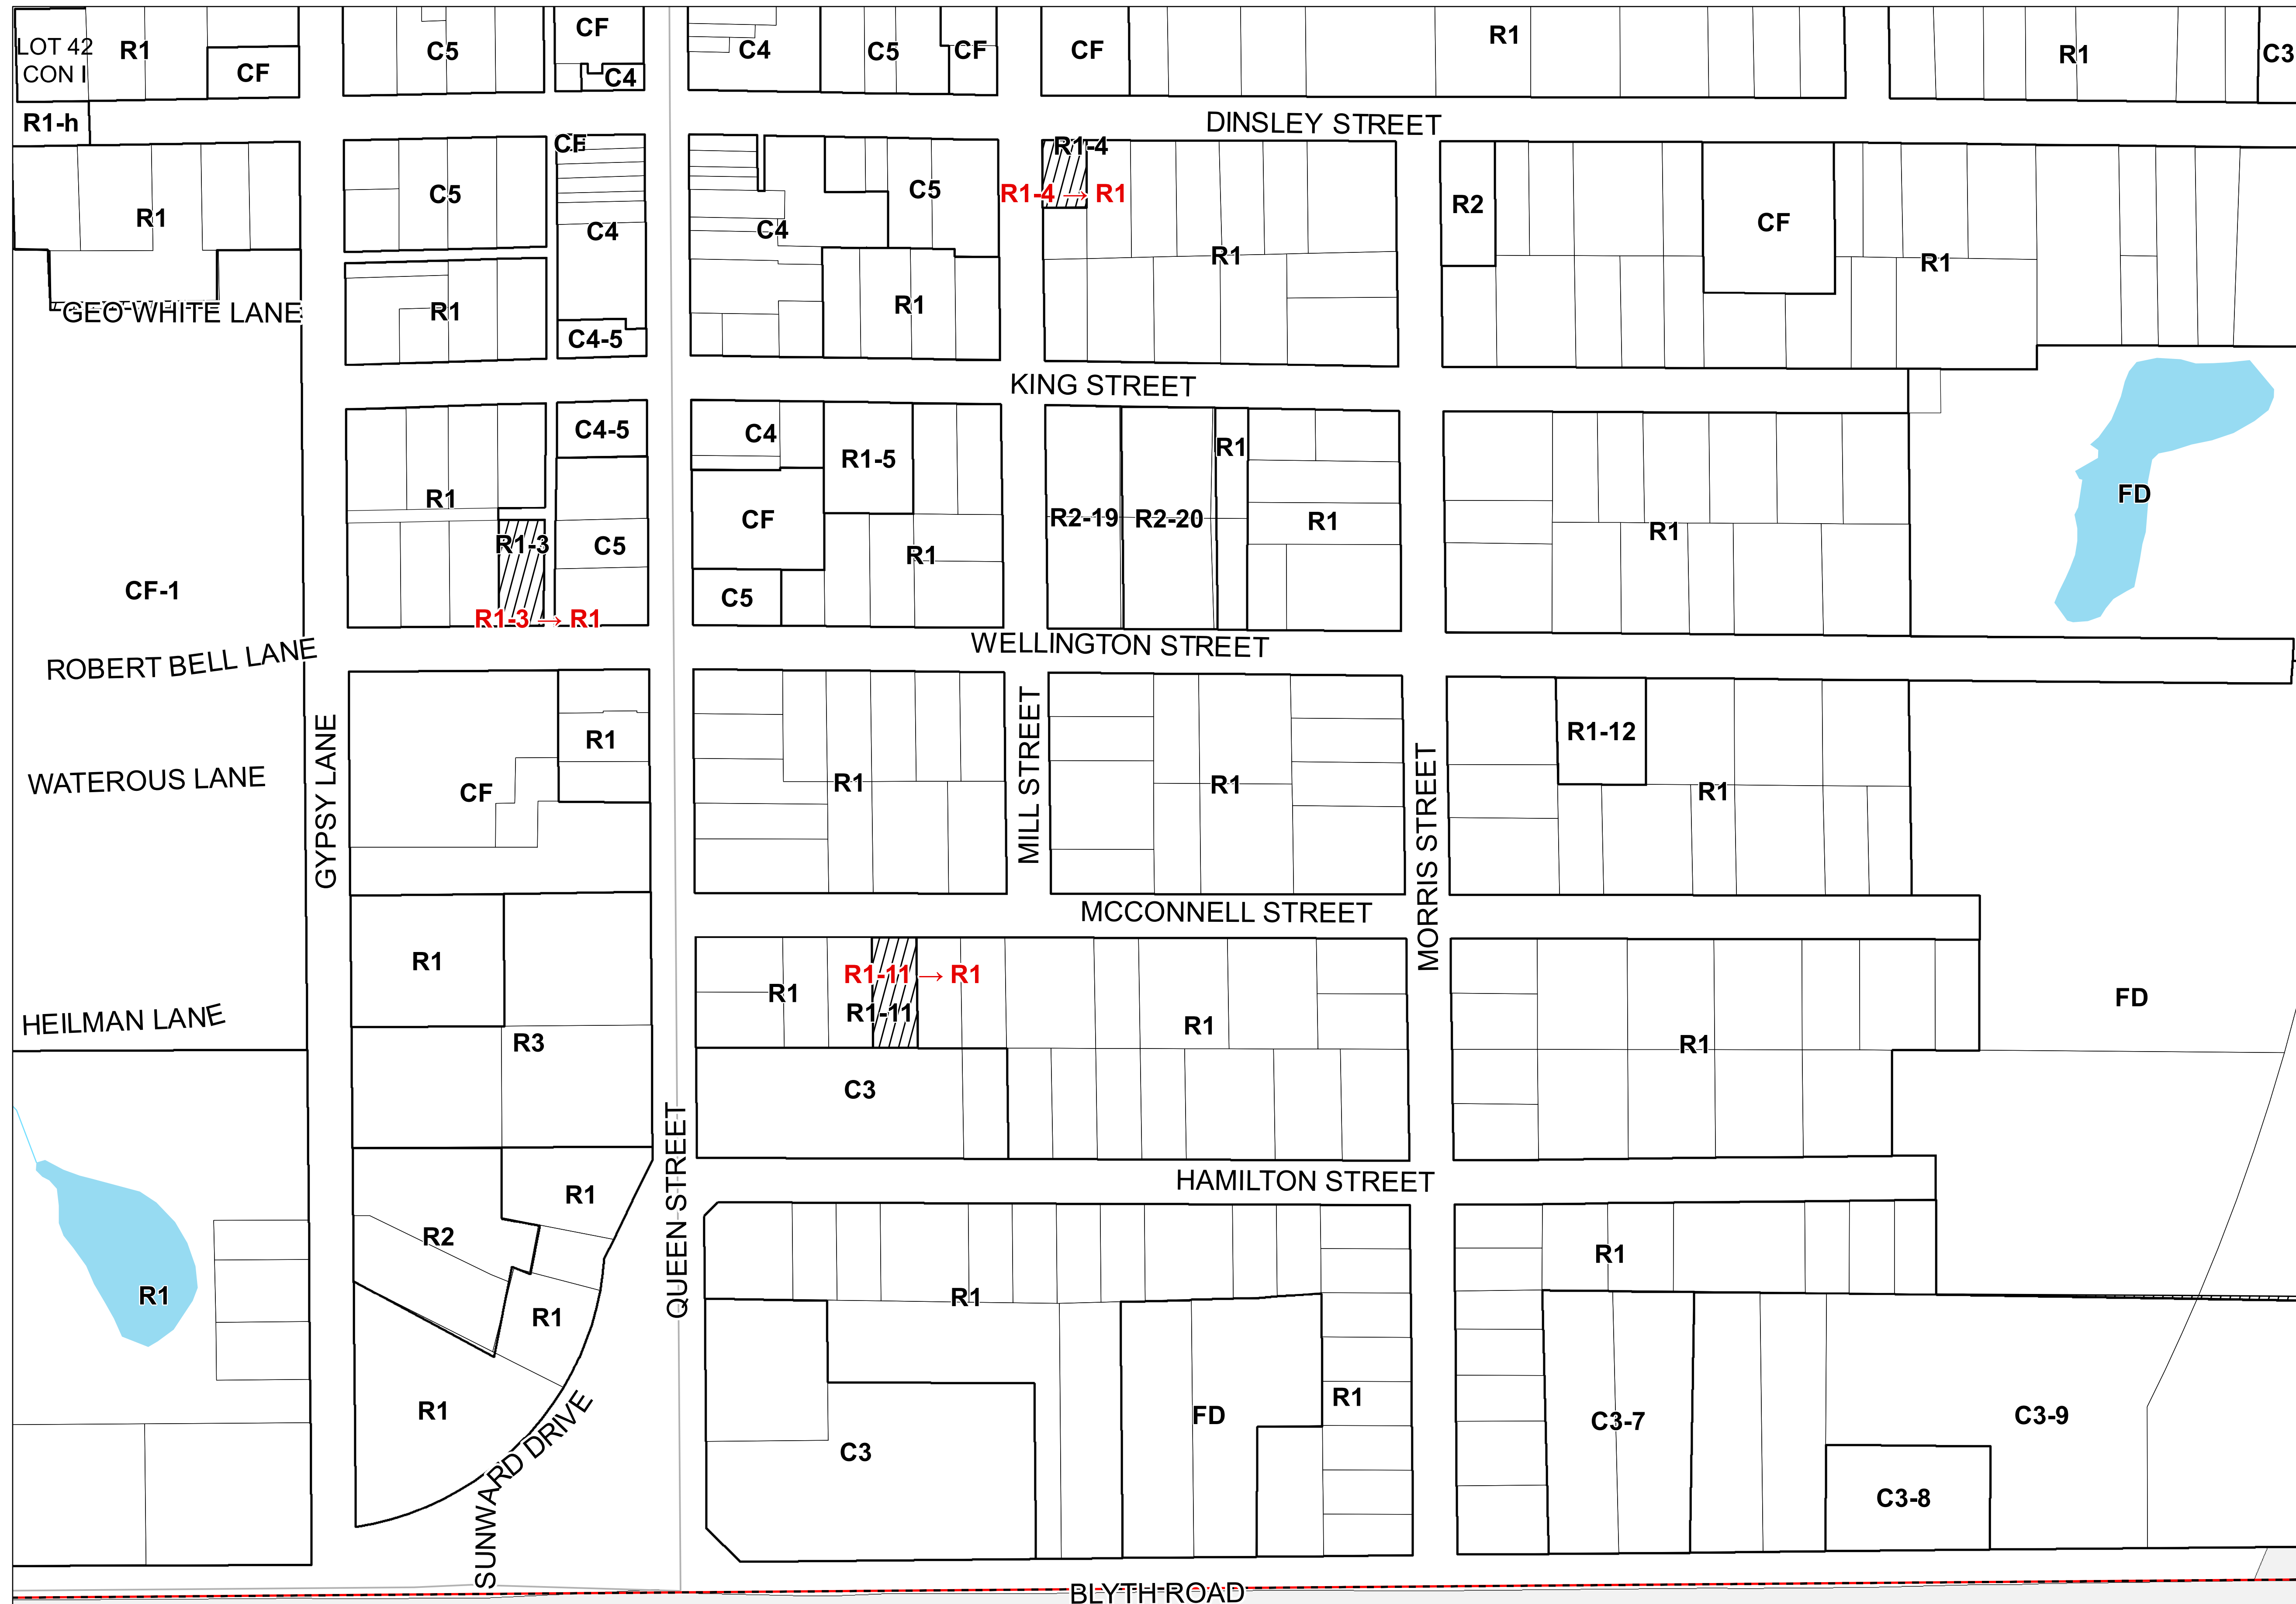 LOT 42
CON I
R1
CF
C5
CF
C4
C4
C5
CF
CF
R1
R1
C3
R1-h
DINSLEY STREET
R1
C5
CF
C4
C4
C5
R1-4
R1-4 → R1
R1
R2
CF
R1
GEO WHITE LANE
R1
C4-5
R1
KING STREET
R1
C4-5
C4
R1-5
R1
R1
FD
CF
R2-19
R2-20
R1
R1-3
C5
R1
CF-1
R1-3 → R1
C5
WELLINGTON STREET
ROBERT BELL LANE
R1
R1-12
WATEROUS LANE
GYPSY LANE
CF
R1
MILL STREET
R1
MORRIS STREET
R1
MCCONNELL STREET
R1
R1-11 → R1
R1
R1-11
R1
FD
HEILMAN LANE
R3
R1
C3
QUEEN STREET
HAMILTON STREET
R1
R2
R1
R1
R1
R1
R1
R1
FD
R1
C3-7
C3-9
SUNWARD DRIVE
C3
C3-8
BLYTH ROAD